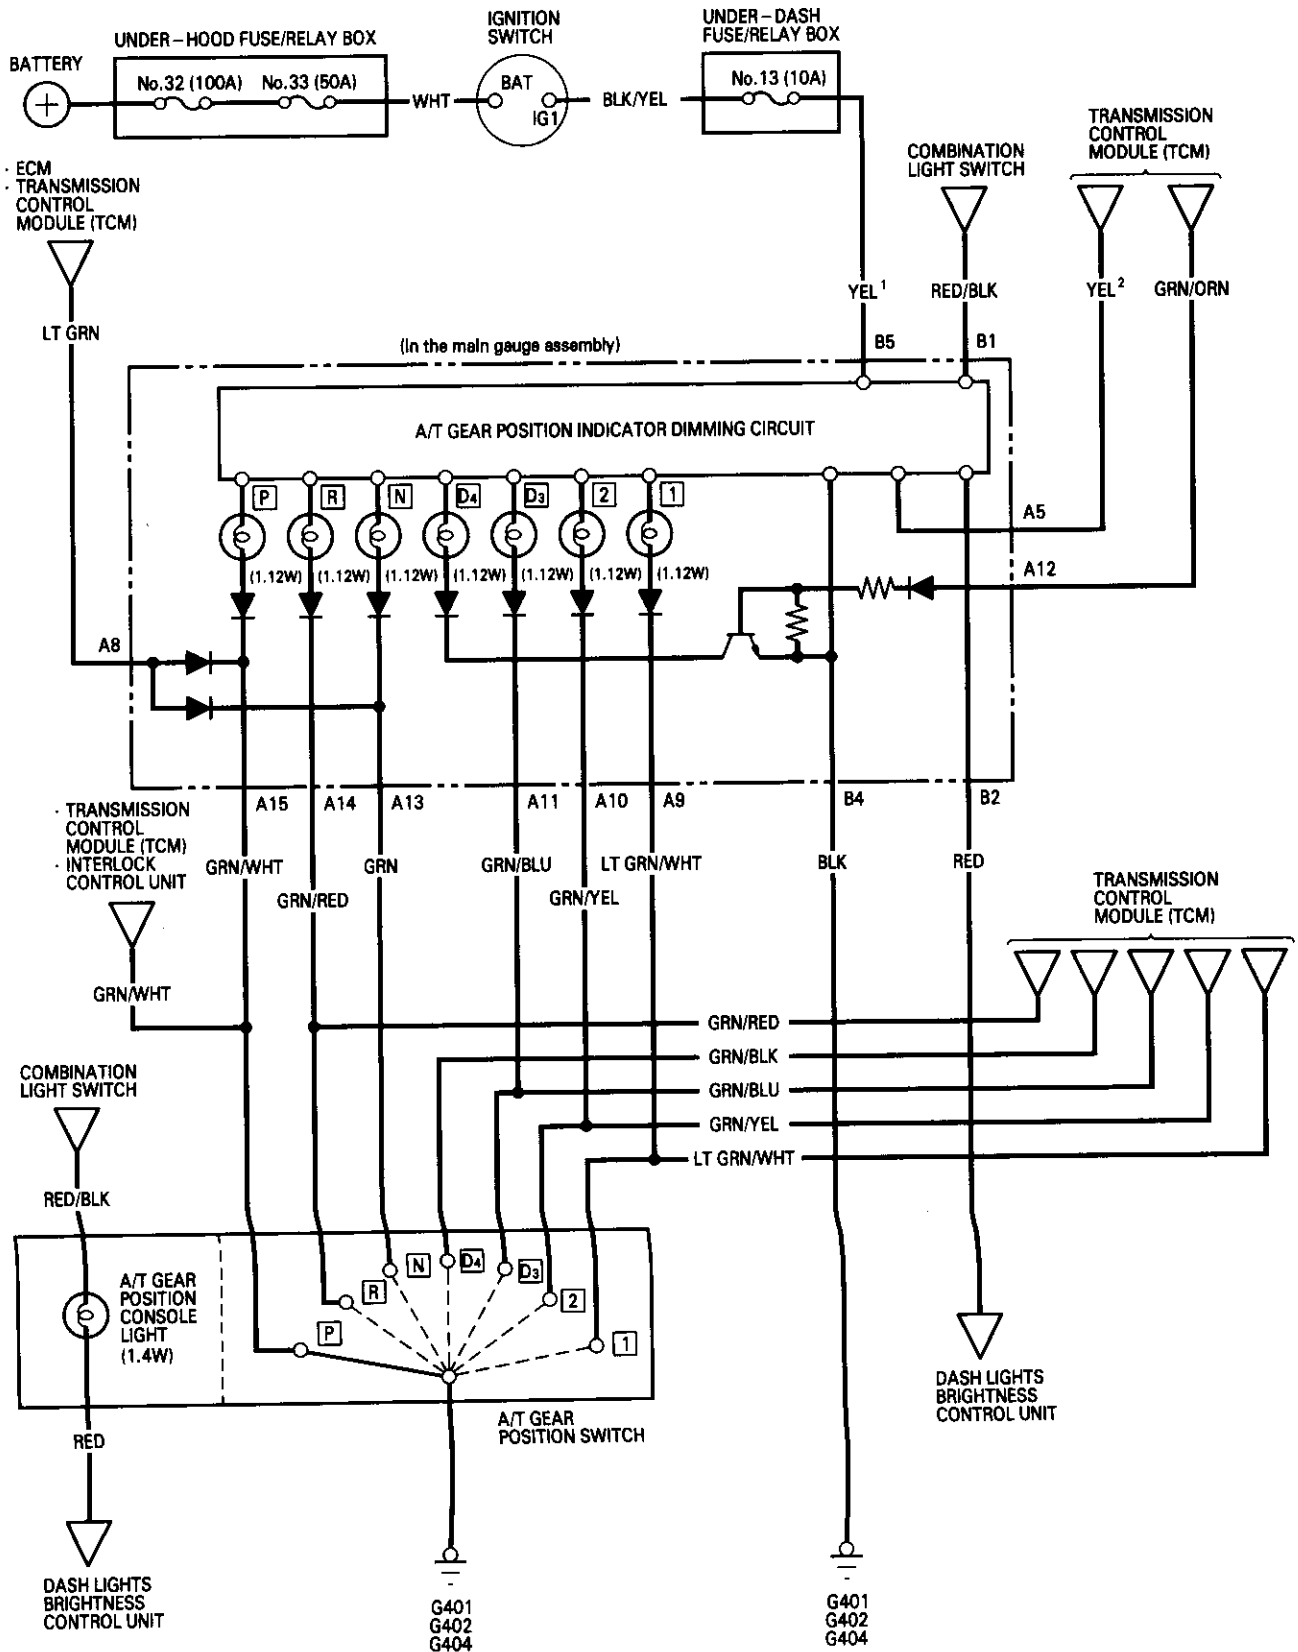 UNDER-HOOD FUSE/RELAY BOX
IGNITION
SWITCH
UNDER-DASH
FUSE/RELAY BOX
BATTERY
No.32 (100A)
No.33 (50A)
WHT
BAT
IG1
BLK/YEL
No.13 (10A)
TRANSMISSION
CONTROL
MODULE (TCM)
COMBINATION
LIGHT SWITCH
· ECM
· TRANSMISSION
CONTROL
MODULE (TCM)
LT GRN
YEL¹
RED/BLK
YEL²
GRN/ORN
(In the main gauge assembly)
B5
B1
A/T GEAR POSITION INDICATOR DIMMING CIRCUIT
P
R
N
D4
D3
2
1
A5
(1.12W)
(1.12W)
(1.12W)
(1.12W)
(1.12W)
(1.12W)
(1.12W)
A12
A8
A15
A14
A13
A11
A10
A9
B4
B2
· TRANSMISSION
CONTROL
MODULE (TCM)
· INTERLOCK
CONTROL UNIT
GRN/WHT
GRN/RED
GRN
GRN/BLU
GRN/YEL
LT GRN/WHT
BLK
RED
TRANSMISSION
CONTROL
MODULE (TCM)
GRN/WHT
GRN/RED
GRN/BLK
GRN/BLU
GRN/YEL
LT GRN/WHT
COMBINATION
LIGHT SWITCH
RED/BLK
A/T GEAR
POSITION
CONSOLE
LIGHT
(1.4W)
P
R
N
D4
D3
2
1
A/T GEAR
POSITION SWITCH
RED
DASH LIGHTS
BRIGHTNESS
CONTROL UNIT
DASH LIGHTS
BRIGHTNESS
CONTROL UNIT
G401
G402
G404
G401
G402
G404